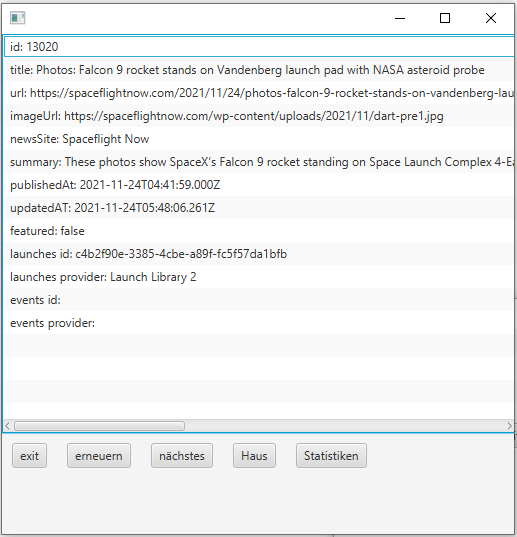 id: 13020
title: Photos: Falcon 9 rocket stands on Vandenberg launch pad with NASA asteroid probe
url: https://spaceflightnow.com/2021/11/24/photos-falcon-9-rocket-stands-on-vandenberg-lau
imageUrl: https://spaceflightnow.com/wp-content/uploads/2021/11/dart-pre1.jpg
newsSite: Spaceflight Now
summary: These photos show SpaceX’s Falcon 9 rocket standing on Space Launch Complex 4-Ea
publishedAt: 2021-11-24T04:41:59.000Z
updatedAT: 2021-11-24T05:48:06.261Z
featured: false
launches id: c4b2f90e-3385-4cbe-a89f-fc5f57da1bfb
launches provider: Launch Library 2
events id:
events provider:
exit erneuern nächstes Haus Statistiken